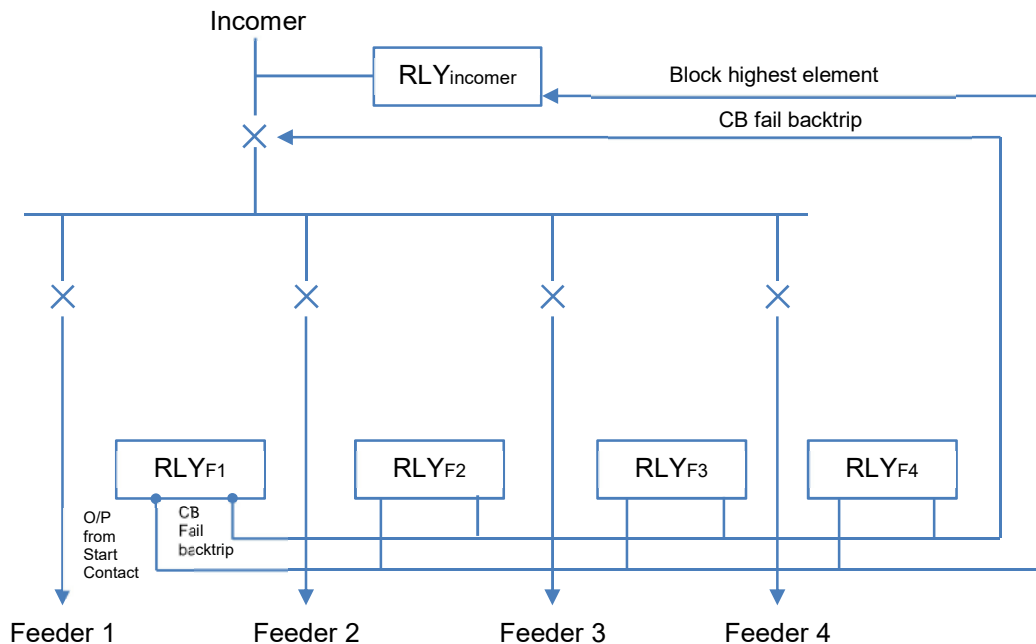 Incomer
RLYincomer
Block highest element
CB fail backtrip
RLYF1
RLYF2
RLYF3
RLYF4
O/P
from
Start
Contact
CB
Fail
backtrip
Feeder 1
Feeder 2
Feeder 3
Feeder 4